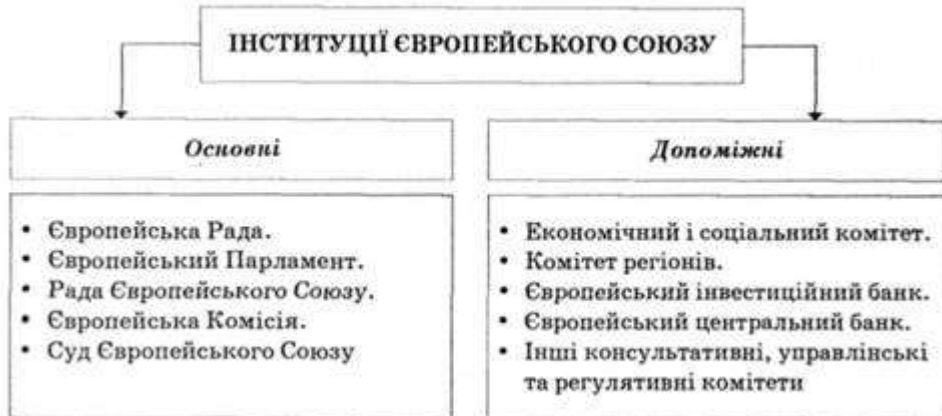 ІНСТИТУЦІЇ ЄВРОПЕЙСЬКОГО СОЮЗУ
Основні
• Європейська Рада.
• Європейський Парламент.
• Рада Європейського Союзу.
• Європейська Комісія.
• Суд Європейського Союзу
Допоміжні
• Економічний і соціальний комітет.
• Комітет регіонів.
• Європейський інвестиційний банк.
• Європейський центральний банк.
• Інші консультативні, управлінські
та регулятивні комітети